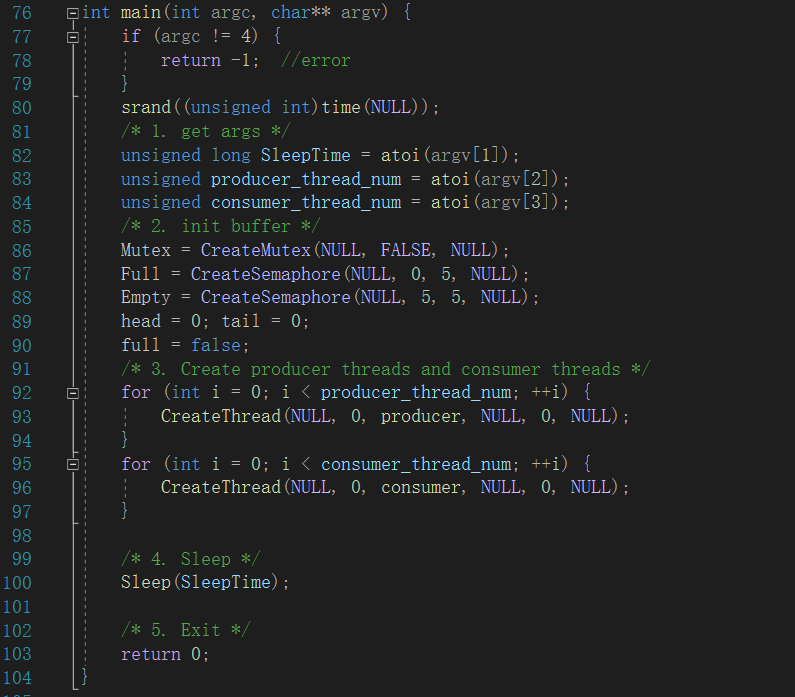 76 int main(int argc, char** argv) {
77     if (argc != 4) {
78         return -1;  //error
79     }
80     srand((unsigned int)time(NULL));
81     /* 1. get args */
82     unsigned long SleepTime = atoi(argv[1]);
83     unsigned producer_thread_num = atoi(argv[2]);
84     unsigned consumer_thread_num = atoi(argv[3]);
85     /* 2. init buffer */
86     Mutex = CreateMutex(NULL, FALSE, NULL);
87     Full = CreateSemaphore(NULL, 0, 5, NULL);
88     Empty = CreateSemaphore(NULL, 5, 5, NULL);
89     head = 0; tail = 0;
90     full = false;
91     /* 3. Create producer threads and consumer threads */
92     for (int i = 0; i < producer_thread_num; ++i) {
93         CreateThread(NULL, 0, producer, NULL, 0, NULL);
94     }
95     for (int i = 0; i < consumer_thread_num; ++i) {
96         CreateThread(NULL, 0, consumer, NULL, 0, NULL);
97     }
98
99     /* 4. Sleep */
100     Sleep(SleepTime);
101
102     /* 5. Exit */
103     return 0;
104 }